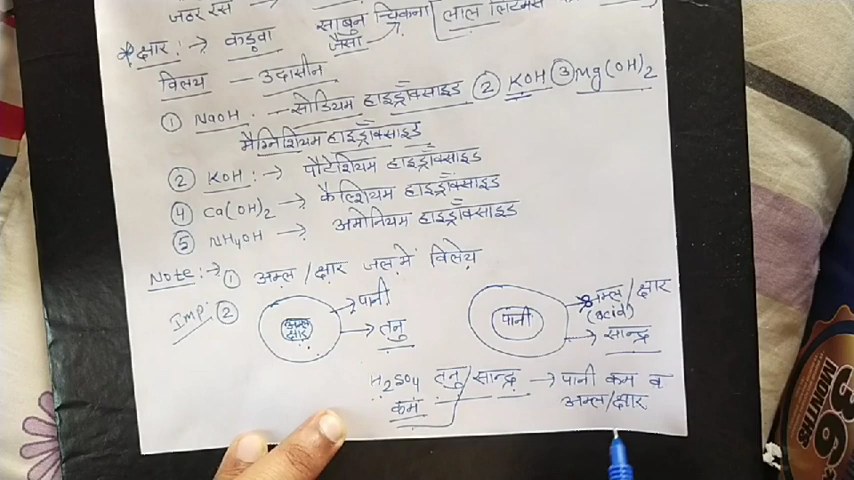 जठर रस
साबुन चिकना लाल लिटमस
* क्षार :→ कड़वा जैसा
विलय — उदासीन
① NaOH — सोडियम हाइड्रॉक्साइड ② KOH ③ Mg(OH)2
मैग्निशियम हाइड्रॉक्साइड
② KOH :→ पोटेशियम हाइड्रॉक्साइड
④ Ca(OH)2 → कैल्शियम हाइड्रॉक्साइड
⑤ NH4OH → अमोनियम हाइड्रॉक्साइड
Note :→ ① अम्ल / क्षार जल में विलेय
Imp: ②
अम्ल क्षार
→ पानी
→ तनु
पानी
→ अम्ल / क्षार
(acid)
→ सान्द्र
H2SO4 तनु / सान्द्र → पानी कम व
कम अम्ल/क्षार
MONTHS
36